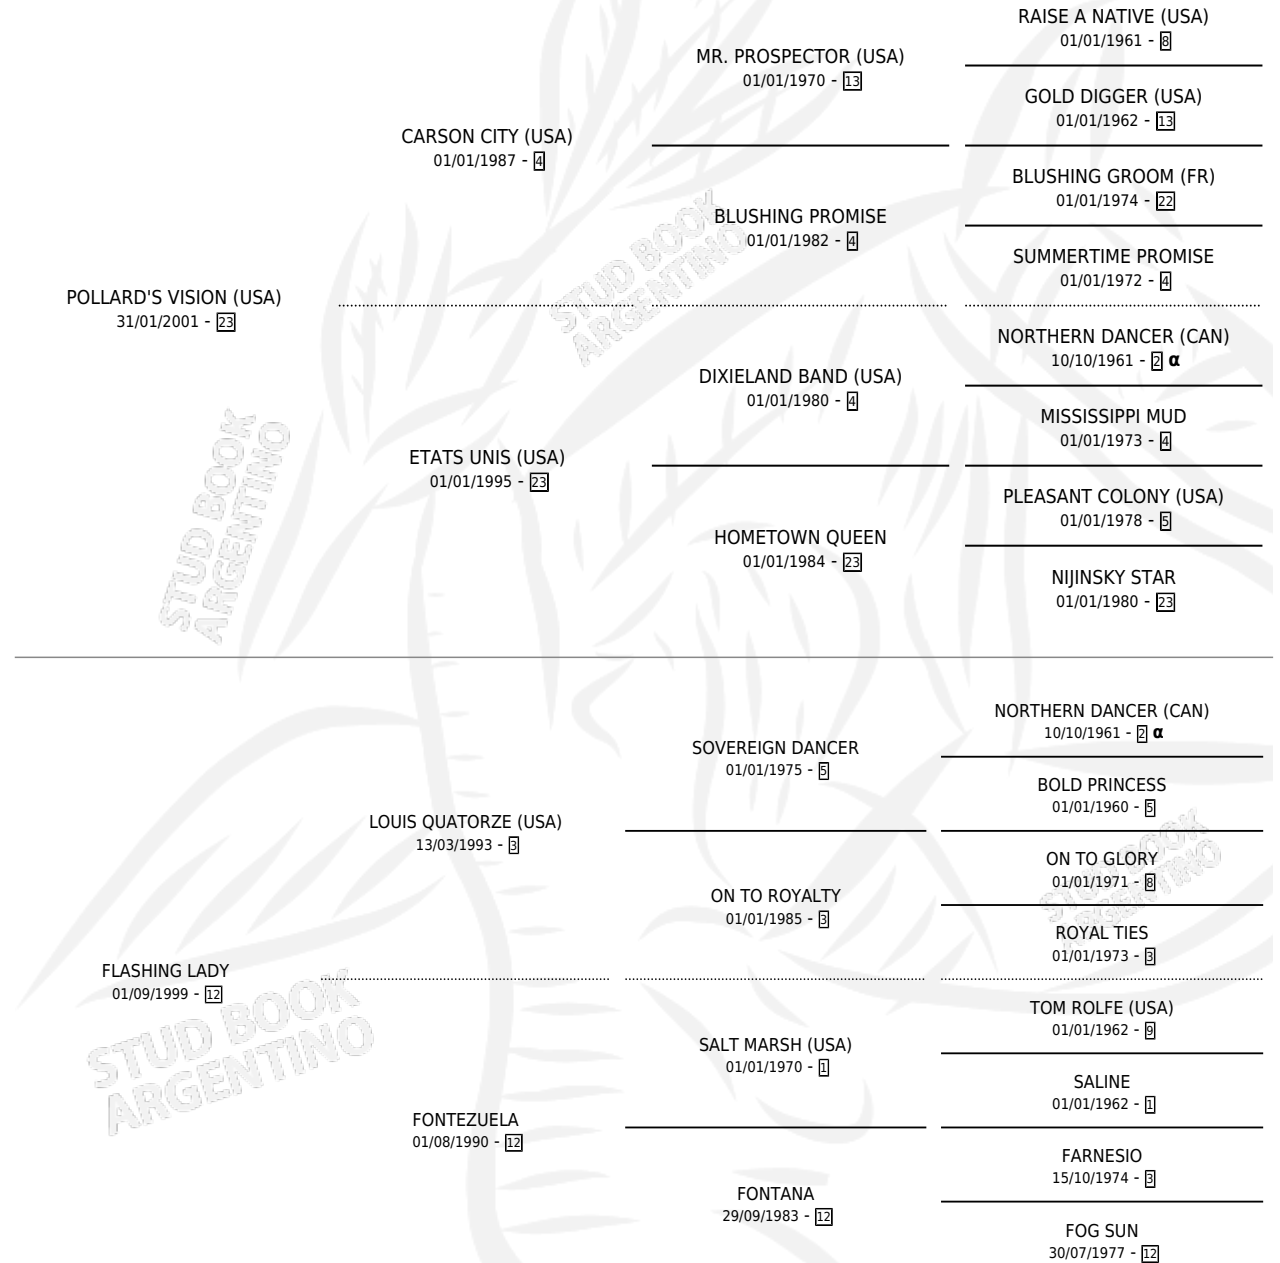 RAISE A NATIVE (USA)
01/01/1961 - 8
MR. PROSPECTOR (USA)
01/01/1970 - 13
GOLD DIGGER (USA)
01/01/1962 - 13
CARSON CITY (USA)
01/01/1987 - 4
BLUSHING GROOM (FR)
01/01/1974 - 22
BLUSHING PROMISE
01/01/1982 - 4
SUMMERTIME PROMISE
01/01/1972 - 4
POLLARD'S VISION (USA)
31/01/2001 - 23
NORTHERN DANCER (CAN)
10/10/1961 - 2 α
DIXIELAND BAND (USA)
01/01/1980 - 4
MISSISSIPPI MUD
01/01/1973 - 4
ETATS UNIS (USA)
01/01/1995 - 23
PLEASANT COLONY (USA)
01/01/1978 - 5
HOMETOWN QUEEN
01/01/1984 - 23
NIJINSKY STAR
01/01/1980 - 23
NORTHERN DANCER (CAN)
10/10/1961 - 2 α
SOVEREIGN DANCER
01/01/1975 - 5
BOLD PRINCESS
01/01/1960 - 5
LOUIS QUATORZE (USA)
13/03/1993 - 3
ON TO GLORY
01/01/1971 - 8
ON TO ROYALTY
01/01/1985 - 3
ROYAL TIES
01/01/1973 - 3
FLASHING LADY
01/09/1999 - 12
TOM ROLFE (USA)
01/01/1962 - 9
SALT MARSH (USA)
01/01/1970 - 1
SALINE
01/01/1962 - 1
FONTEZUELA
01/08/1990 - 12
FARNESIO
15/10/1974 - 3
FONTANA
29/09/1983 - 12
FOG SUN
30/07/1977 - 12
STUD BOOK
ARGENTINO
STUD BOOK
ARGENTINO
STUD BOOK
ARGENTINO
STUD BOOK
ARGENTINO